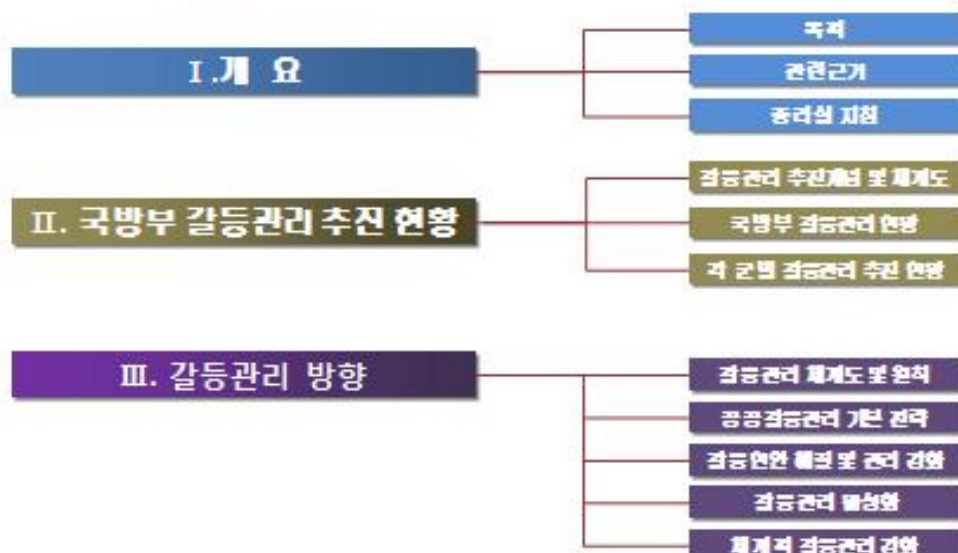 Ⅰ.개 요
목적
관련근거
총리실 지침
Ⅱ. 국방부 갈등관리 추진 현황
갈등관리 추진개념 및 체계도
국방부 갈등관리 현황
각 군별 갈등관리 추진 현황
Ⅲ. 갈등관리 방향
갈등관리 체계도 및 원칙
공공갈등관리 기본 전략
갈등현안 해결 및 관리 강화
갈등관리 활성화
체계적 갈등관리 강화